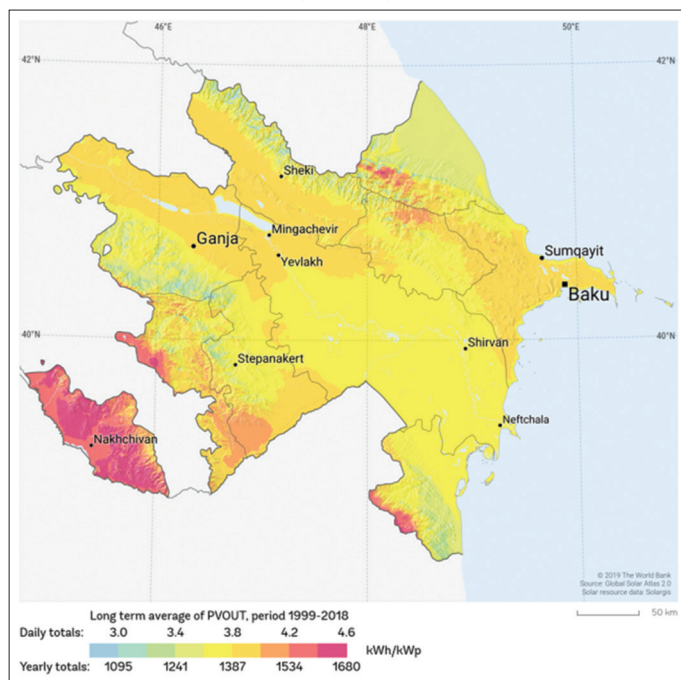 46°E 48°E 50°E
42°N 42°N
Sheki
Mingachevir
Ganja
Yevlakh
Sumqayit
Baku
40°N 40°N
Shirvan
Stepanakert
Neftchala
Nakhchivan
© 2019 The World Bank
Source: Global Solar Atlas 2.0
Solar resource data: Solargis
50 km
Long term average of PVOUT, period 1999-2018
Daily totals: 3.0 3.4 3.8 4.2 4.6
kWh/kWp
Yearly totals: 1095 1241 1387 1534 1680